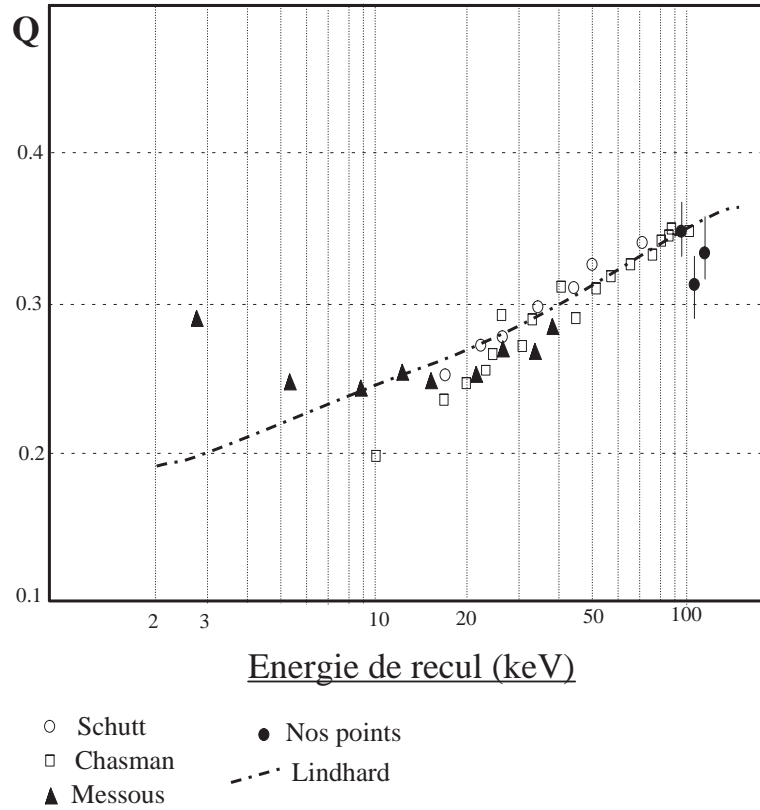 Q
0.4
0.3
0.2
0.1
2 3 10 20 50 100
Energie de recul (keV)
Schutt
Chasman
Messous
Nos points
Lindhard